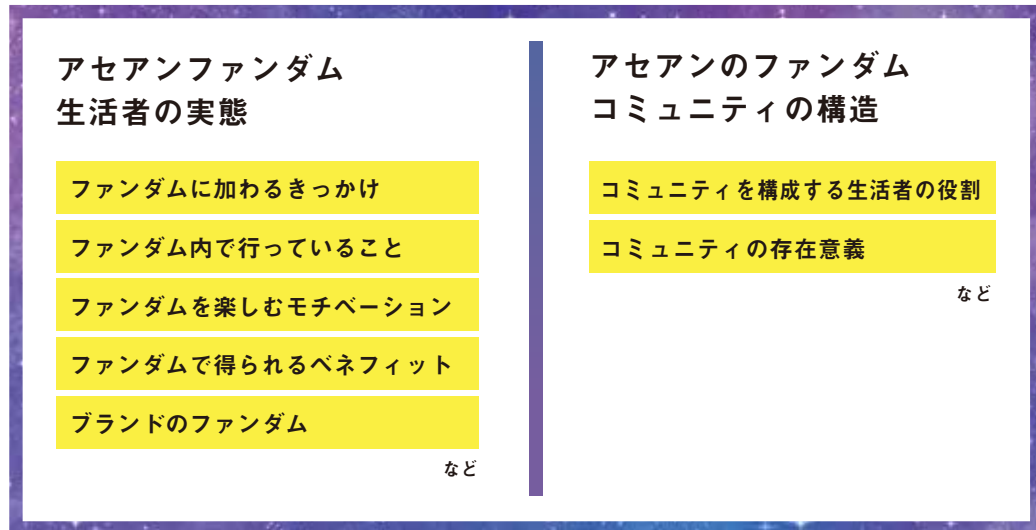 アセアンファンダム
生活者の実態
ファンダムに加わるきっかけ
ファンダム内で行っていること
ファンダムを楽しむモチベーション
ファンダムで得られるベネフィット
ブランドのファンダム
など
アセアンのファンダム
コミュニティの構造
コミュニティを構成する生活者の役割
コミュニティの存在意義
など